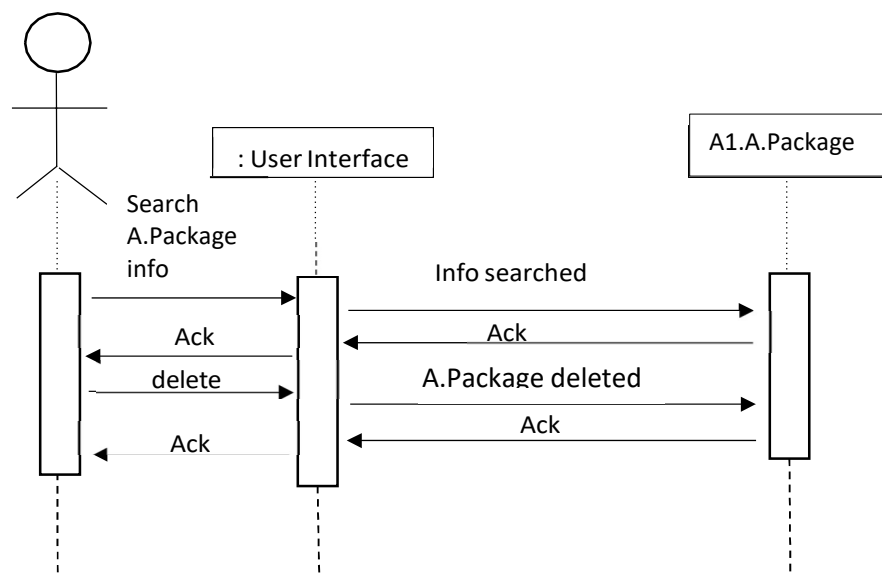 A1.A.Package
: User Interface
Search
A.Package
info
Info searched
Ack
Ack
delete
A.Package deleted
Ack
Ack